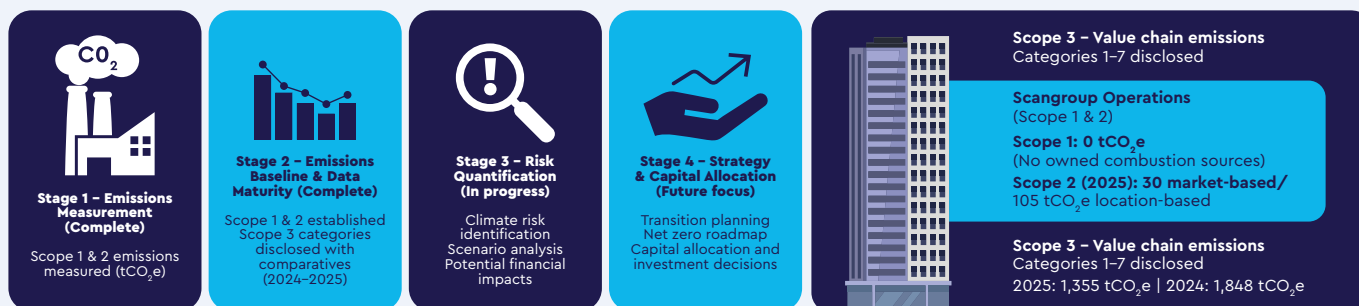 CO2
Stage 1 – Emissions
Measurement
(Complete)
Scope 1 & 2 emissions
measured (tCO2e)
Stage 2 – Emissions
Baseline & Data
Maturity (Complete)
Scope 1 & 2 established
Scope 3 categories
disclosed with
comparatives
(2024–2025)
!
Stage 3 – Risk
Quantification
(In progress)
Climate risk
identification
Scenario analysis
Potential financial
impacts
Stage 4 – Strategy
& Capital Allocation
(Future focus)
Transition planning
Net zero roadmap
Capital allocation and
investment decisions
Scope 3 – Value chain emissions
Categories 1–7 disclosed
Scangroup Operations
(Scope 1 & 2)
Scope 1: 0 tCO2e
(No owned combustion sources)
Scope 2 (2025): 30 market-based/
105 tCO2e location-based
Scope 3 – Value chain emissions
Categories 1–7 disclosed
2025: 1,355 tCO2e | 2024: 1,848 tCO2e